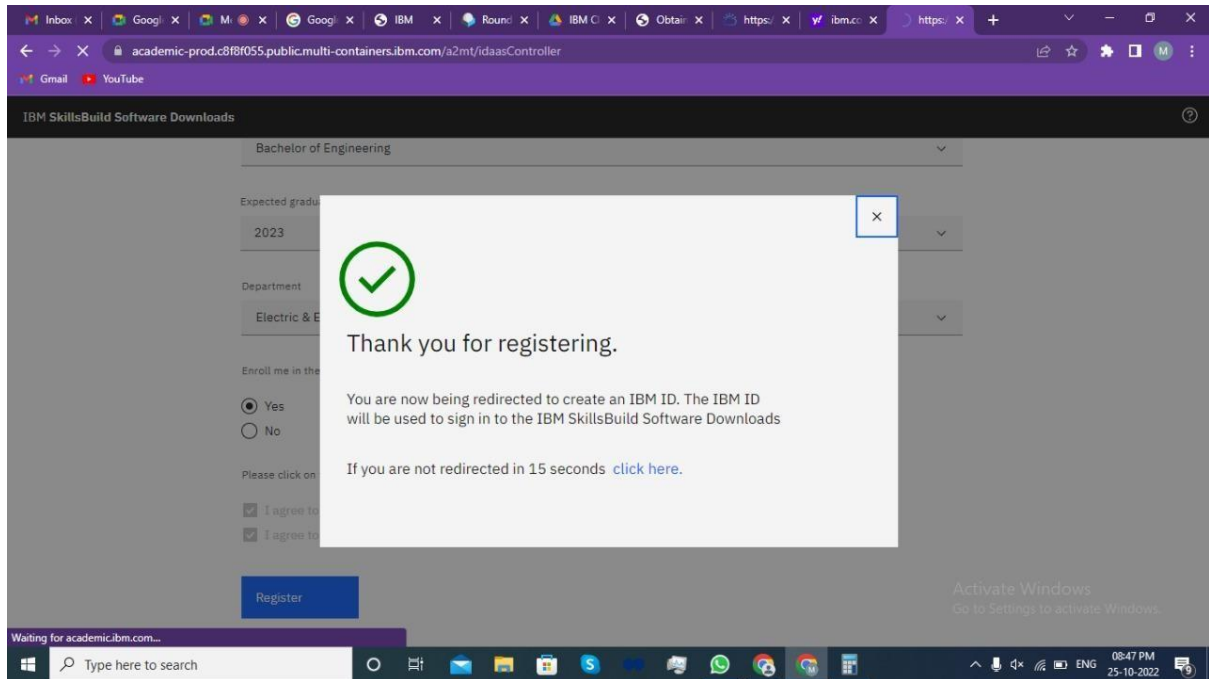 Inbox
Googl
M
Googl
IBM
Round
IBM Cl
Obtain
https:/
ibm.co
https:/
academic-prod.c8f8f055.public.multi-containers.ibm.com/a2mt/idaasController
M
Gmail
YouTube
IBM SkillsBuild Software Downloads
Bachelor of Engineering
Expected gradu
2023
Department
Electric & E
Enroll me in the
Yes
No
Please click on
I agree to
I agree to
Register
Thank you for registering.
You are now being redirected to create an IBM ID. The IBM ID
will be used to sign in to the IBM SkillsBuild Software Downloads
If you are not redirected in 15 seconds click here.
Activate Windows
Go to Settings to activate Windows.
Waiting for academic.ibm.com...
Type here to search
ENG
08:47 PM
25-10-2022